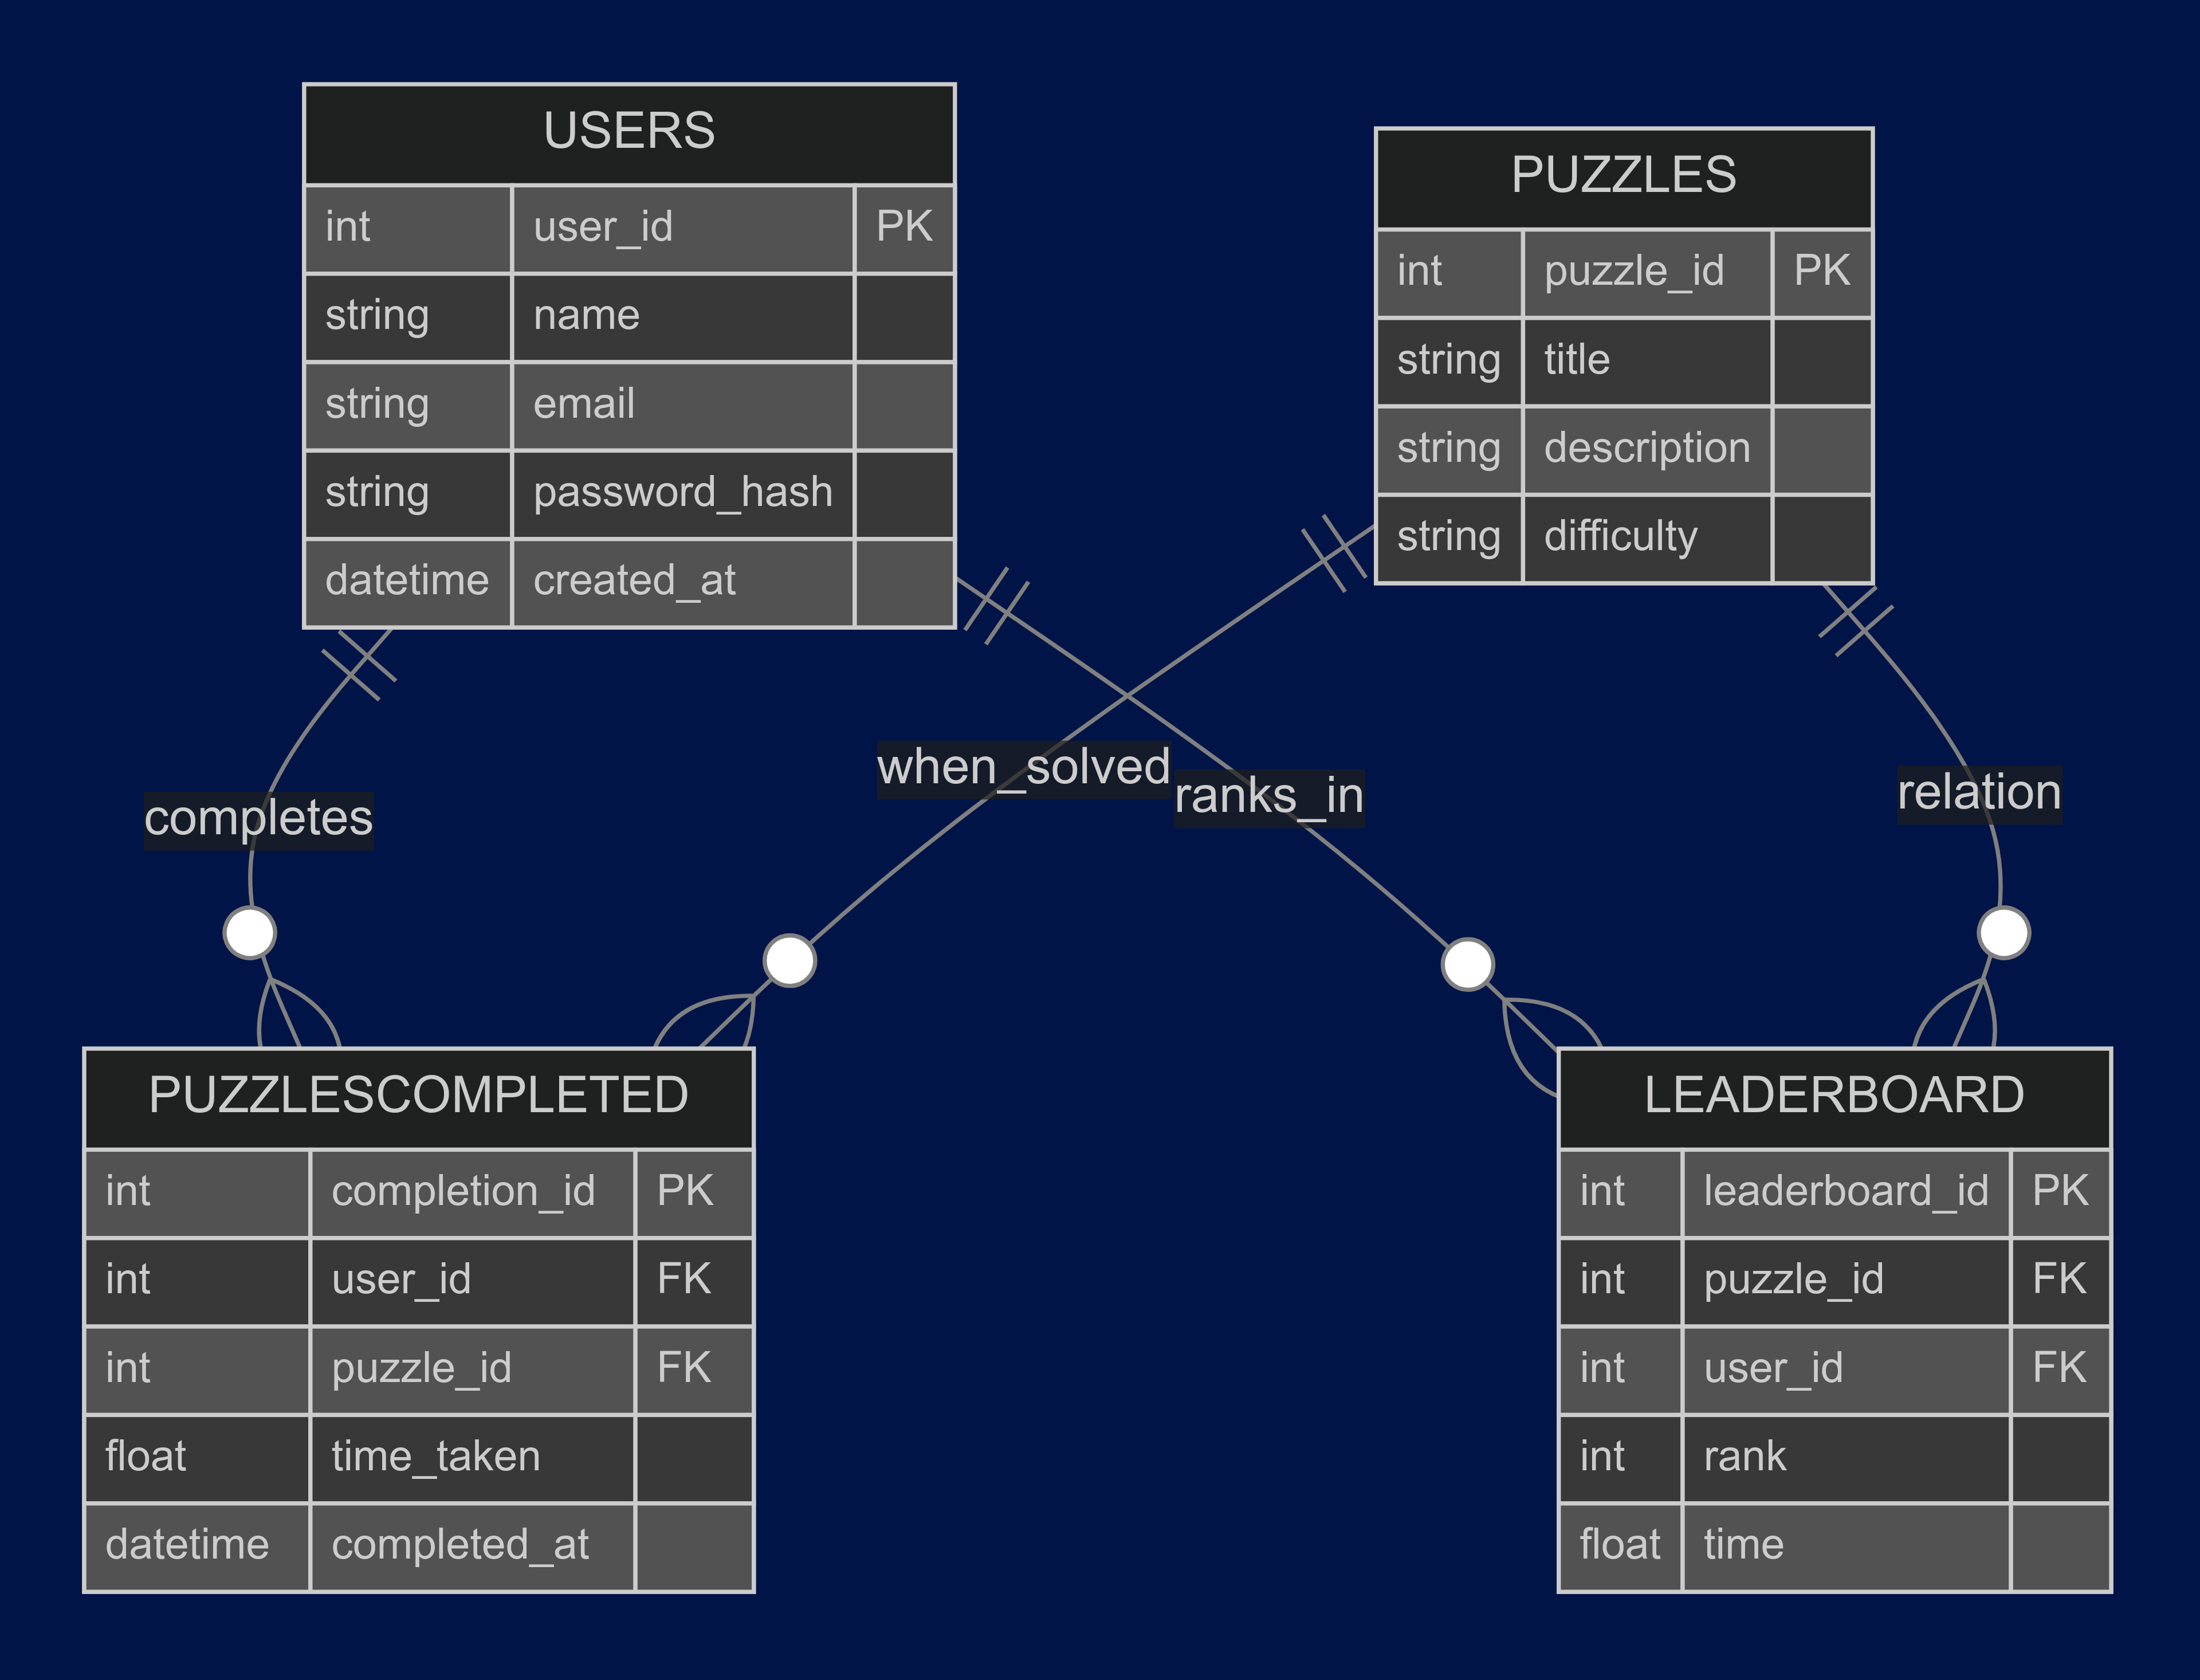 USERS
int user_id PK
string name
string email
string password_hash
datetime created_at
PUZZLES
int puzzle_id PK
string title
string description
string difficulty
completes
when_solved
ranks_in
relation
PUZZLESCOMPLETED
int completion_id PK
int user_id FK
int puzzle_id FK
float time_taken
datetime completed_at
LEADERBOARD
int leaderboard_id PK
int puzzle_id FK
int user_id FK
int rank
float time